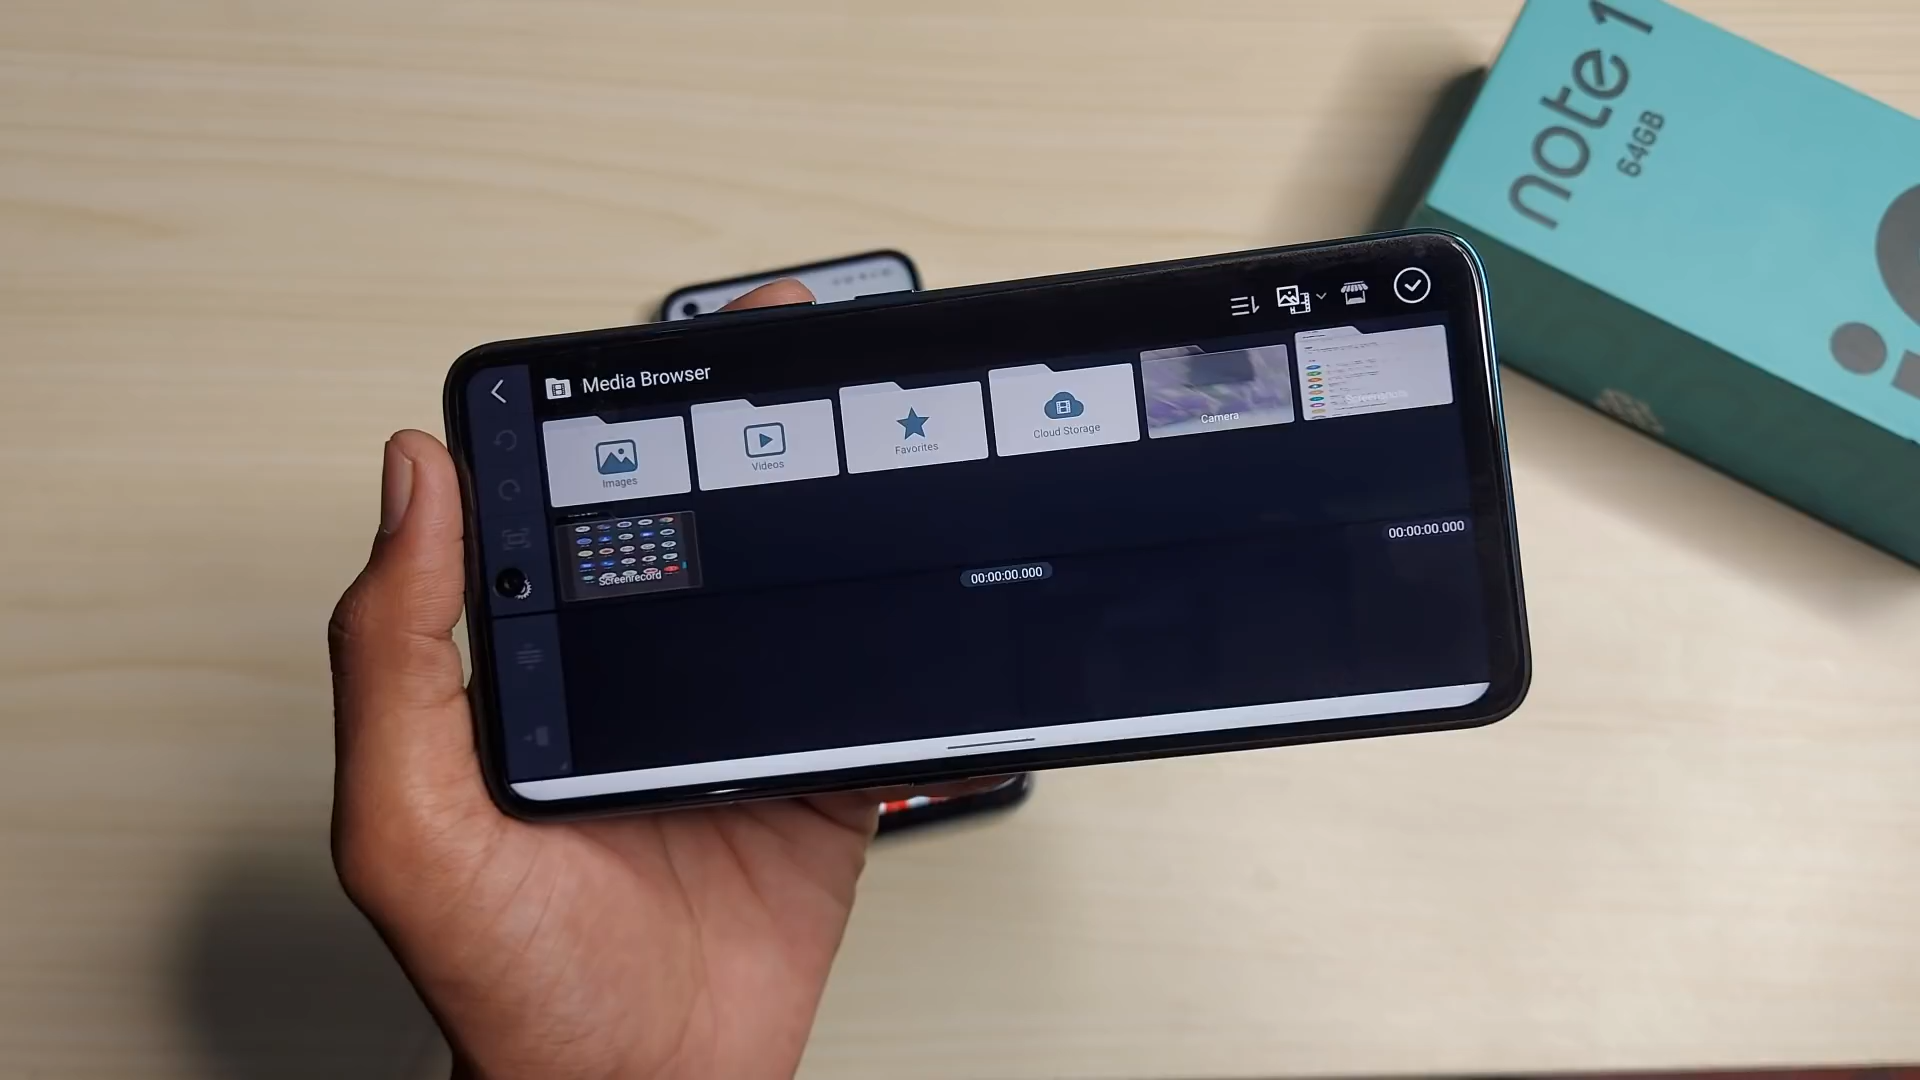 note 1
64GB
Media Browser
Images
Videos
Favorites
Cloud Storage
Camera
Screenshots
Screenrecord
00:00:00.000
00:00:00.000